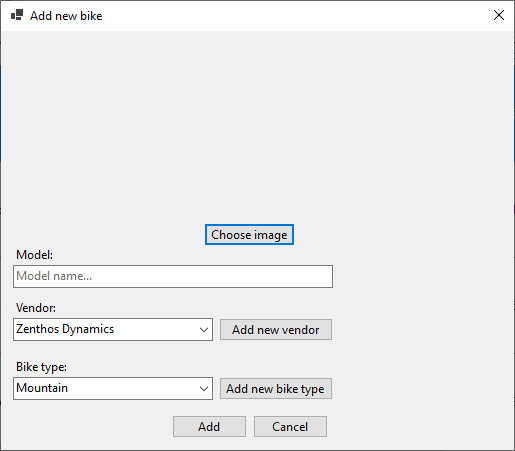 Add new bike
Choose image
Model:
Model name...
Vendor:
Zenthos Dynamics
Add new vendor
Bike type:
Mountain
Add new bike type
Add
Cancel